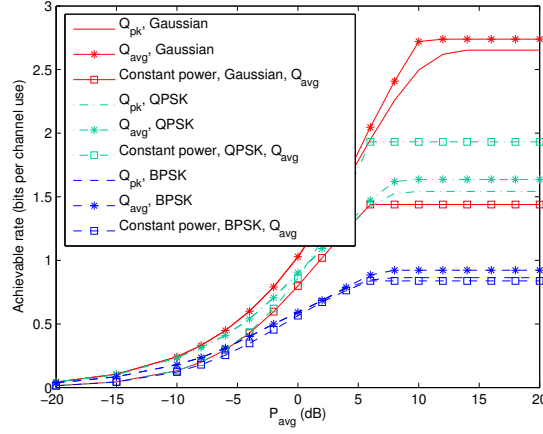 Achievable rate (bits per channel use)
3
2.5
2
1.5
1
0.5
0
Q_pk, Gaussian
Q_avg, Gaussian
Constant power, Gaussian, Q_avg
Q_pk, QPSK
Q_avg, QPSK
Constant power, QPSK, Q_avg
Q_pk, BPSK
Q_avg, BPSK
Constant power, BPSK, Q_avg
−20 −15 −10 −5 0 5 10 15 20
P_avg (dB)